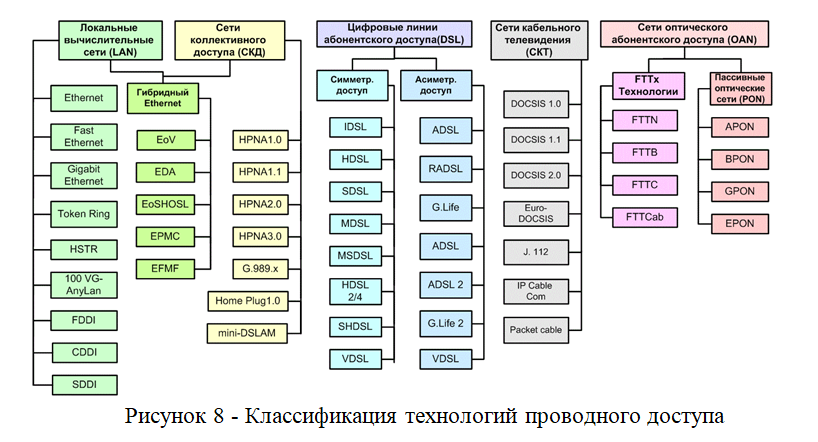 Локальные
вычислительные
сети (LAN)
Сети
коллективного
доступа (СКД)
Цифровые линии
абонентского доступа(DSL)
Сети кабельного
телевидения
(СКТ)
Сети оптического
абонентского доступа (OAN)
Ethernet
Fast
Ethernet
Gigabit
Ethernet
Token Ring
HSTR
100 VG-
AnyLan
FDDI
CDDI
SDDI
Гибридный
Ethernet
EoV
EDA
EoSHOSL
EPMC
EFMF
HPNA1.0
HPNA1.1
HPNA2.0
HPNA3.0
G.989.x
Home Plug1.0
mini-DSLAM
Симметр.
доступ
IDSL
HDSL
SDSL
MDSL
MSDSL
HDSL
2/4
SHDSL
VDSL
Асиметр.
доступ
ADSL
RADSL
G.Life
ADSL
ADSL 2
G.Life 2
VDSL
DOCSIS 1.0
DOCSIS 1.1
DOCSIS 2.0
Euro-
DOCSIS
J. 112
IP Cable
Com
Packet cable
FTTx
Технологии
FTTN
FTTB
FTTC
FTTCab
Пассивные
оптические
сети (PON)
APON
BPON
GPON
EPON
Рисунок 8 - Классификация технологий проводного доступа